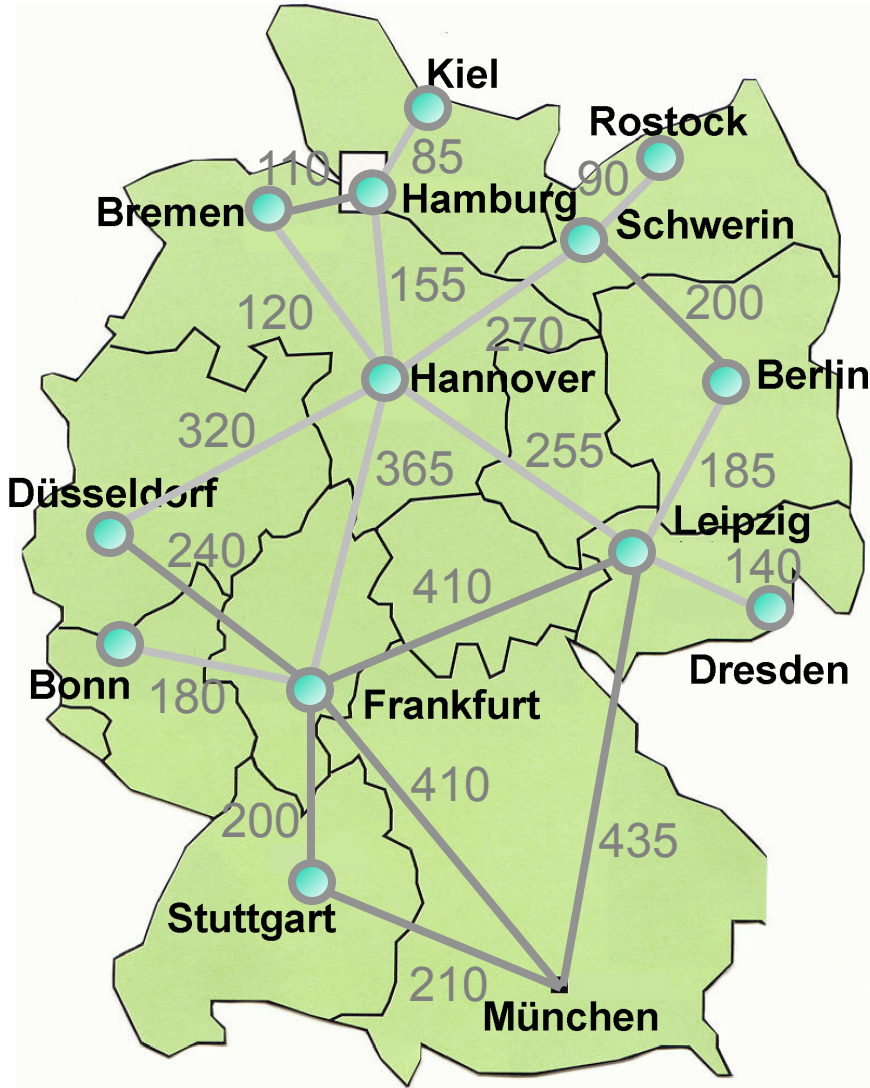 Kiel
Rostock
110
85
90
Bremen
Hamburg
Schwerin
155
200
120
270
Hannover
Berlin
320
255
365
185
Düsseldorf
Leipzig
240
140
410
Dresden
Bonn
180
Frankfurt
410
200
435
Stuttgart
210
München